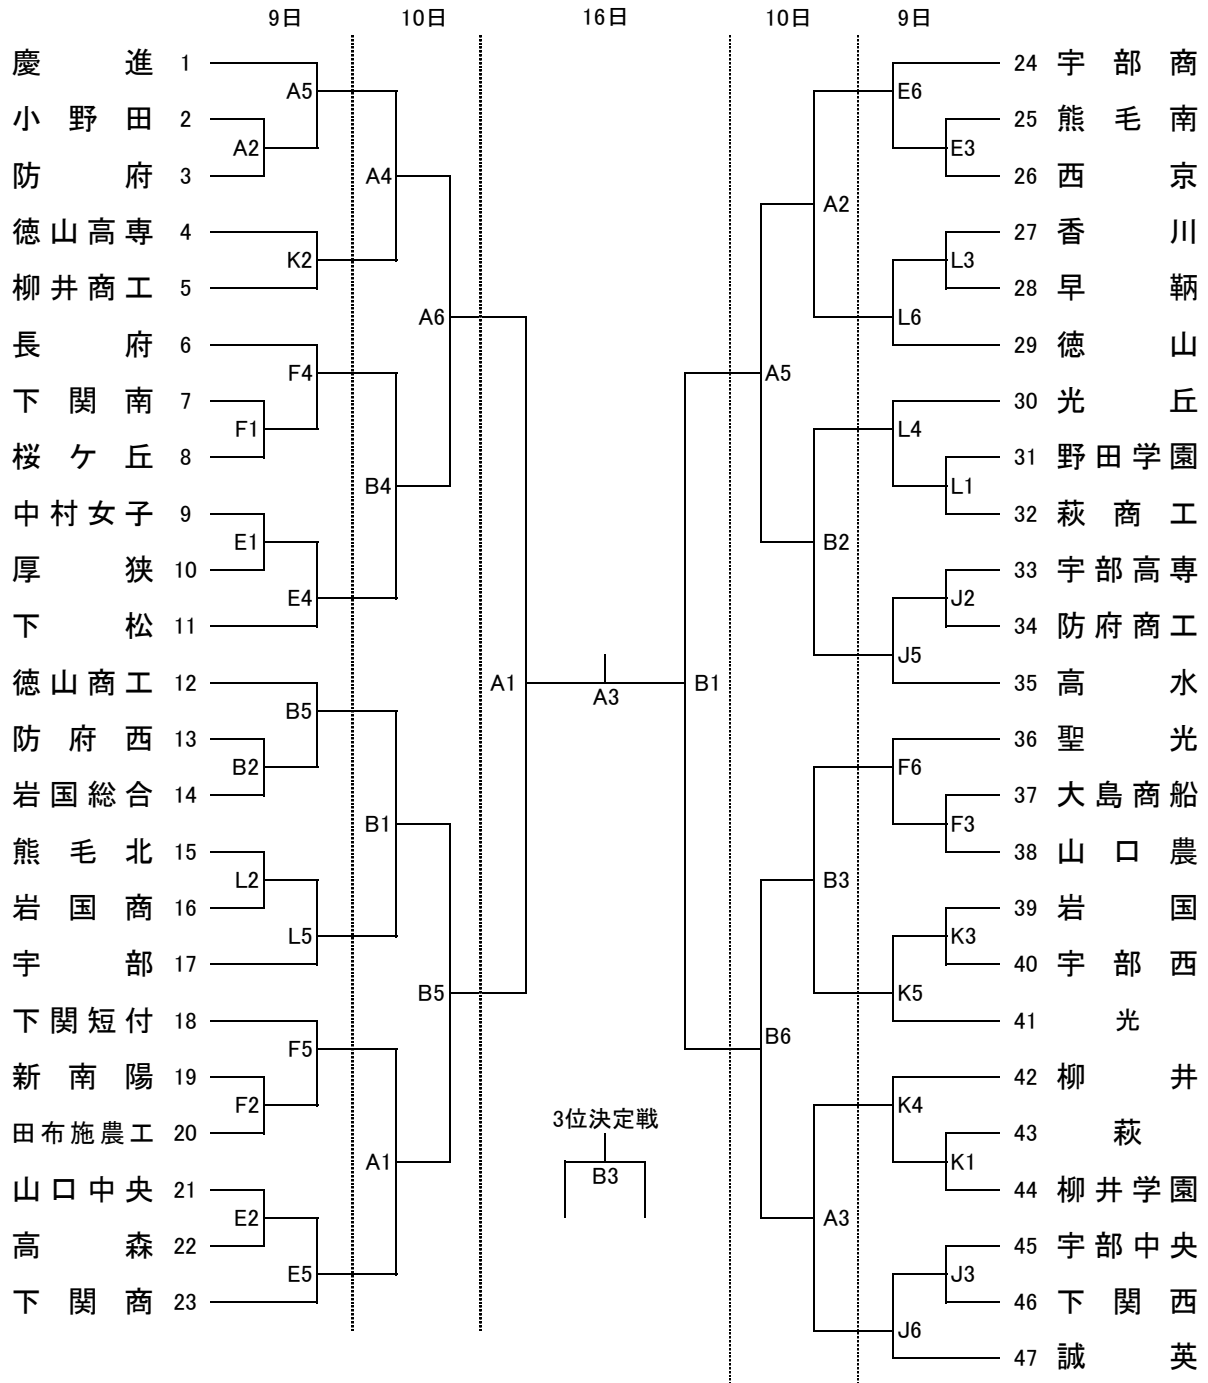 9日 10日 16日 10日 9日
慶進 1
24 宇部商
A5 E6
小野田 2
25 熊毛南
A2 E3
防府 3
A4
26 西京
A2
徳山高専 4
27 香川
K2 L3
柳井商工 5
28 早鞆
A6 L6
長府 6
29 徳山
F4 A5
下関南 7
30 光丘
F1 L4
桜ケ丘 8
31 野田学園
B4 L1
中村女子 9
32 萩商工
E1 B2
厚狭 10
33 宇部高専
E4 J2
下松 11
34 防府商工
J5
徳山商工 12
A1 A3 B1
35 高水
B5
防府西 13
36 聖光
B2 F6
岩国総合 14
37 大島商船
B1 F3
熊毛北 15
38 山口農
L2 B3
岩国商 16
39 岩国
L5 K3
宇部 17
40 宇部西
B5 K5
下関短付 18
41 光
F5 B6
新南陽 19
42 柳井
F2 K4
田布施農工 20
3位決定戦
43 萩
A1 B3 K1
山口中央 21
44 柳井学園
E2 A3
高森 22
45 宇部中央
E5 J3
下関商 23
46 下関西
J6
47 誠英